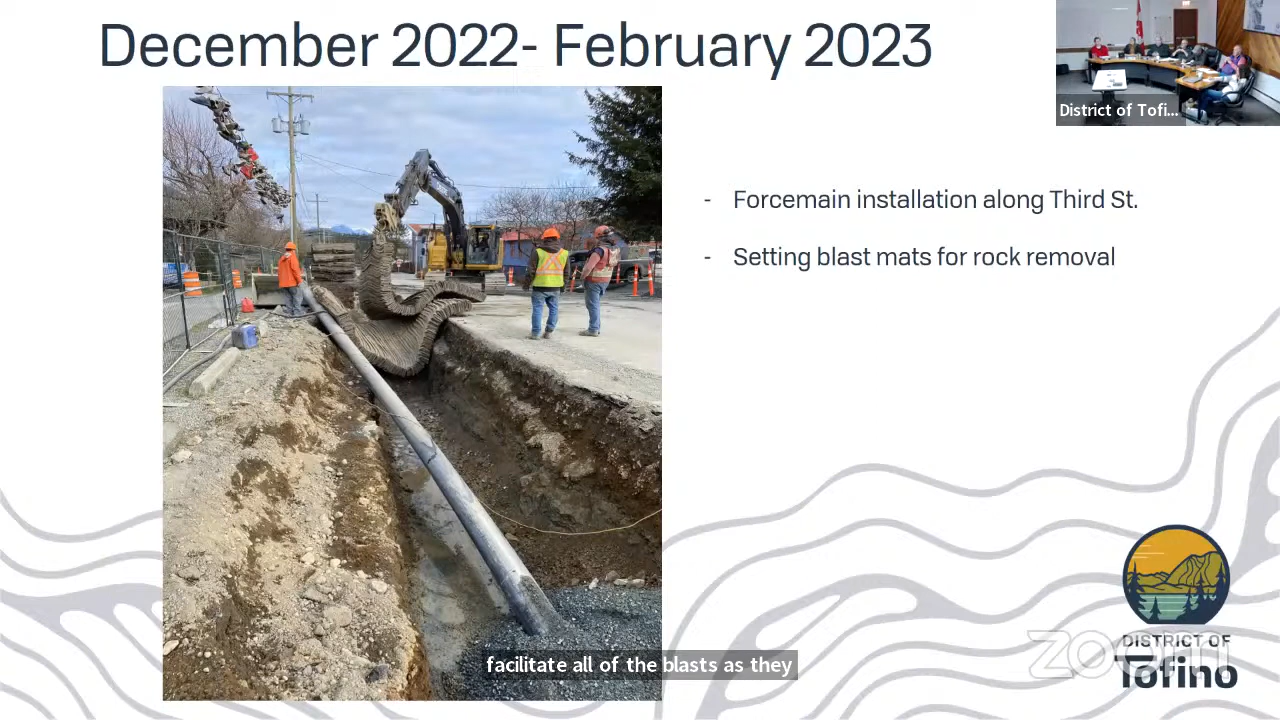 December 2022- February 2023
District of Tofi...
- Forcemain installation along Third St.
- Setting blast mats for rock removal
facilitate all of the blasts as they
DISTRICT OF
Tofino
zoom